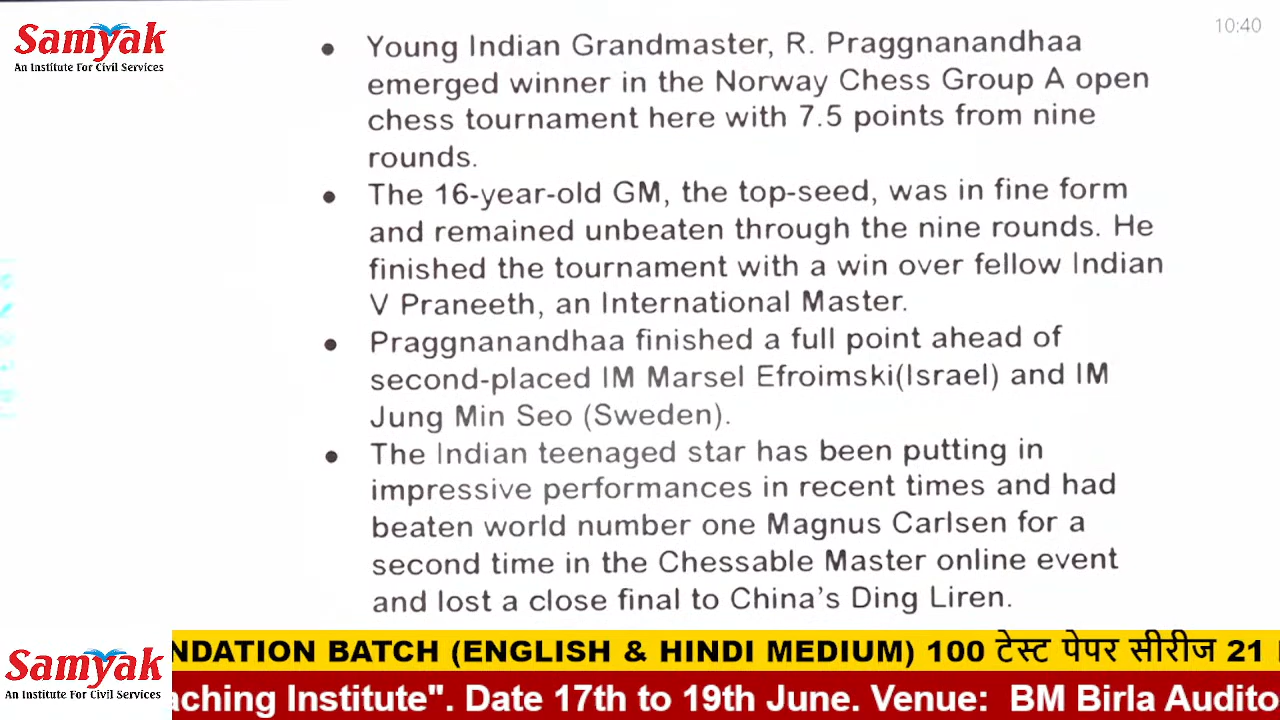 Samyak
An Institute For Civil Services
10:40
Young Indian Grandmaster, R. Praggnanandhaa
emerged winner in the Norway Chess Group A open
chess tournament here with 7.5 points from nine
rounds.
The 16-year-old GM, the top-seed, was in fine form
and remained unbeaten through the nine rounds. He
finished the tournament with a win over fellow Indian
V Praneeth, an International Master.
Praggnanandhaa finished a full point ahead of
second-placed IM Marsel Efroimski(Israel) and IM
Jung Min Seo (Sweden).
The Indian teenaged star has been putting in
impressive performances in recent times and had
beaten world number one Magnus Carlsen for a
second time in the Chessable Master online event
and lost a close final to China's Ding Liren.
Samyak
An Institute For Civil Services
NDATION BATCH (ENGLISH & HINDI MEDIUM) 100 टेस्ट पेपर सीरीज 21
aching Institute". Date 17th to 19th June. Venue: BM Birla Audito